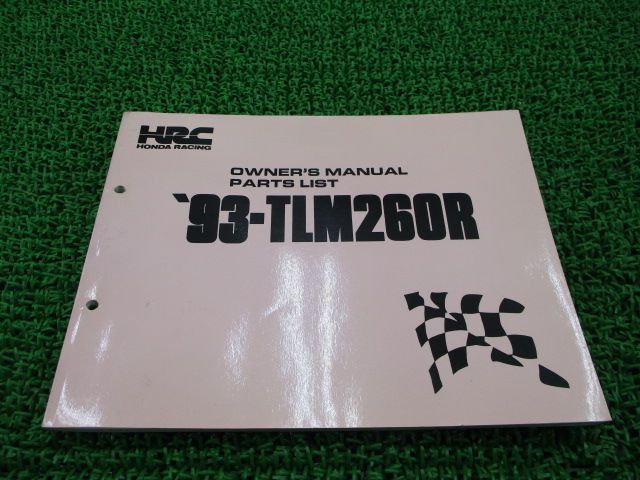 HRC
HONDA RACING
OWNER'S MANUAL
PARTS LIST
`93-TLM260R